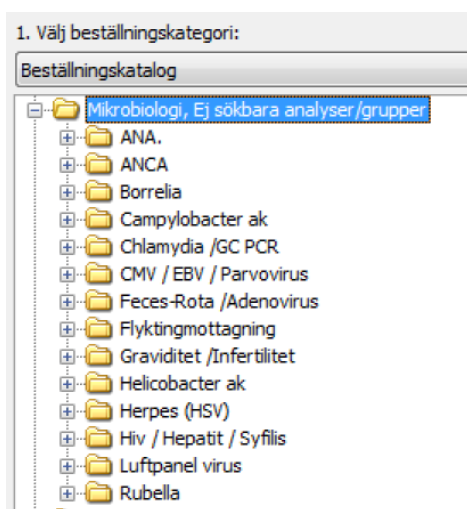 1. Välj beställningskategori:
Beställningskatalog
Mikrobiologi, Ej sökbara analyser/grupper
ANA.
ANCA
Borrelia
Campylobacter ak
Chlamydia /GC PCR
CMV / EBV / Parvovirus
Feces-Rota /Adenovirus
Flyktingmottagning
Graviditet /Infertilitet
Helicobacter ak
Herpes (HSV)
Hiv / Hepatit / Syfilis
Luftpanel virus
Rubella